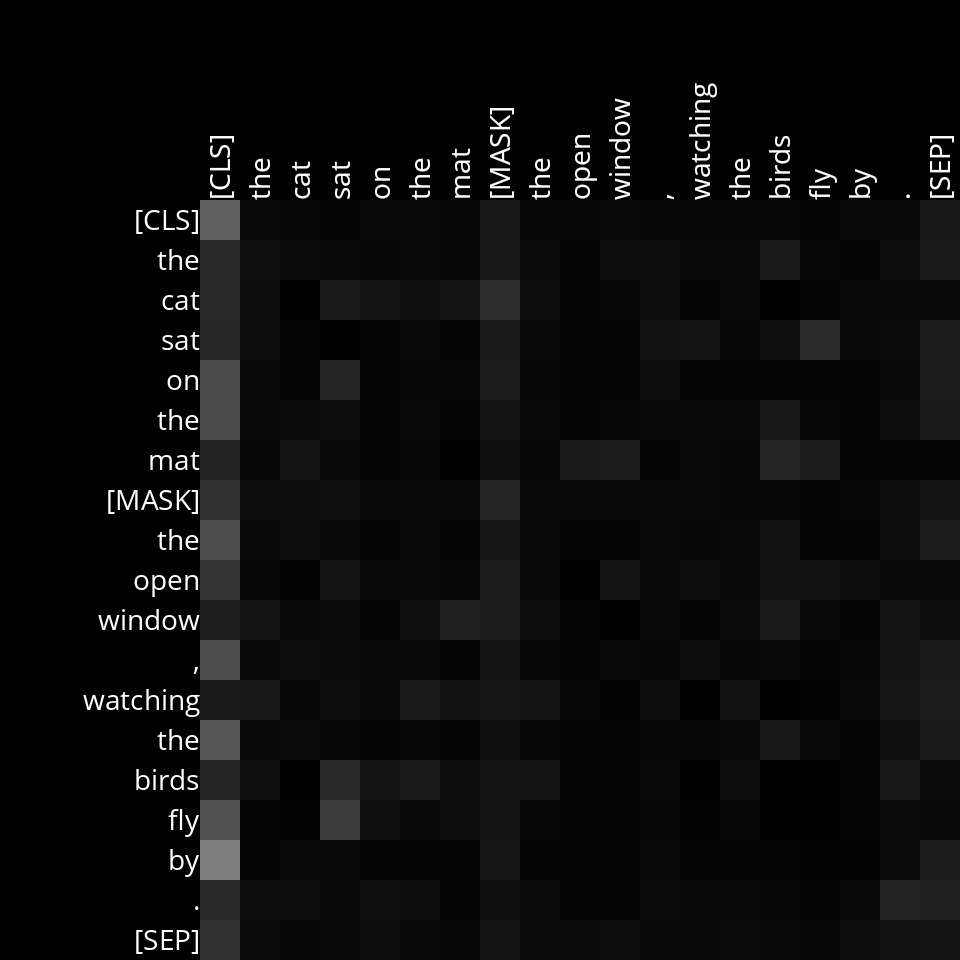 [CLS] the cat sat on the mat [MASK] the open window , watching the birds fly by . [SEP]
[CLS]
the
cat
sat
on
the
mat
[MASK]
the
open
window
,
watching
the
birds
fly
by
.
[SEP]